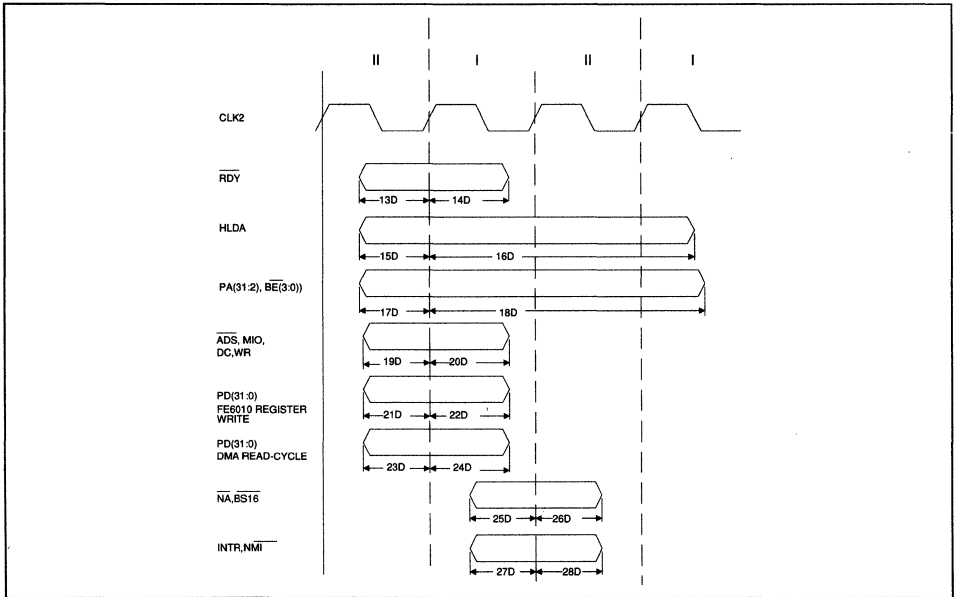 II I II I
CLK2
RDY
13D 14D
HLDA
15D 16D
PA(31:2), BE(3:0))
17D 18D
ADS, MIO,
DC,WR
19D 20D
PD(31:0)
FE6010 REGISTER
WRITE
21D 22D
PD(31:0)
DMA READ-CYCLE
23D 24D
NA,BS16
25D 26D
INTR,NMI
27D 28D